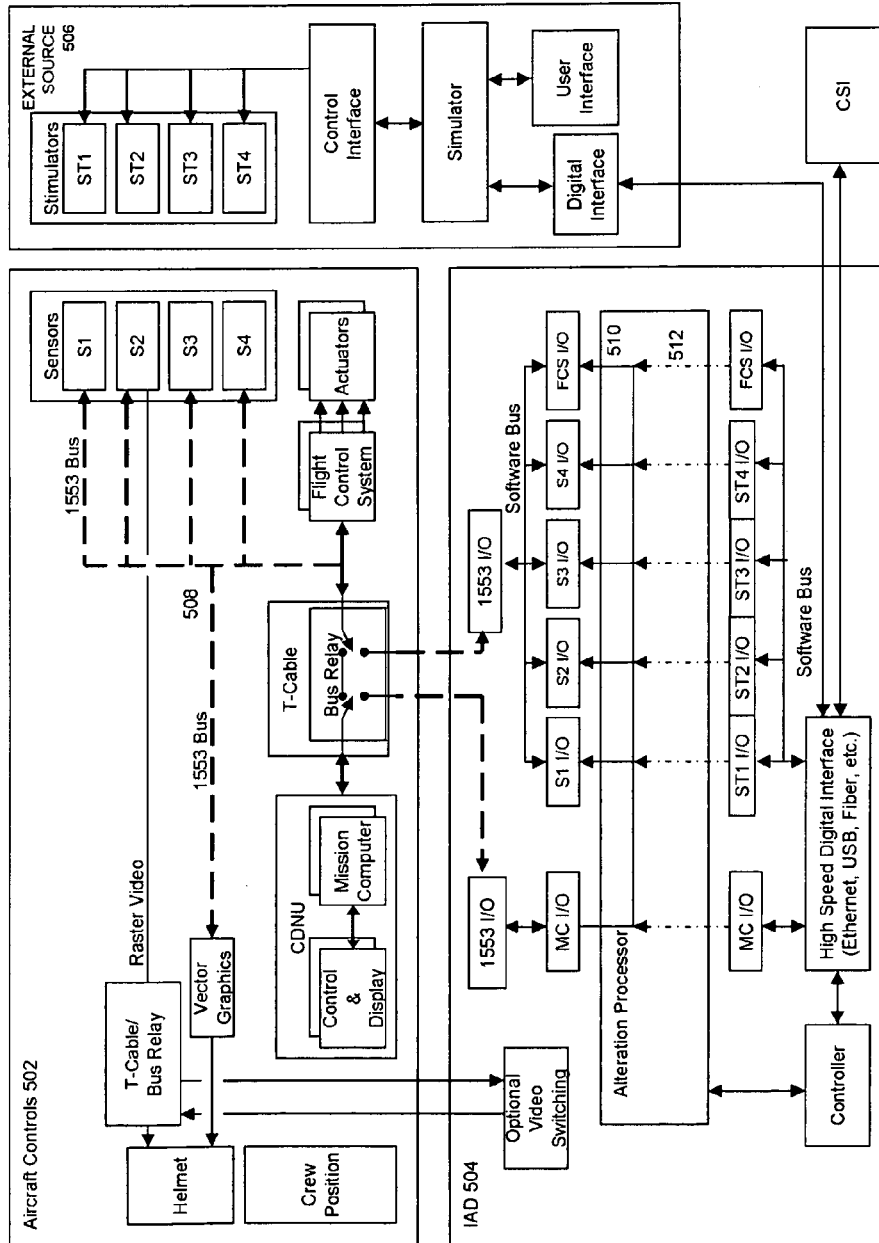 Aircraft Controls 502
Helmet
Crew
Position
T-Cable/
Bus Relay
Raster Video
Vector
Graphics
1553 Bus
508
1553 Bus
CDNU
Control
&
Display
Mission
Computer
T-Cable
Bus Relay
Flight
Control
System
Actuators
Sensors
S1
S2
S3
S4
EXTERNAL
SOURCE
506
Stimulators
ST1
ST2
ST3
ST4
Control
Interface
Simulator
Digital
Interface
User
Interface
IAD 504
Optional
Video
Switching
1553 I/O
1553 I/O
Software Bus
MC I/O
S1 I/O
S2 I/O
S3 I/O
S4 I/O
FCS I/O
Alteration Processor
510
512
MC I/O
ST1 I/O
ST2 I/O
ST3 I/O
ST4 I/O
FCS I/O
Software Bus
Controller
High Speed Digital Interface
(Ethernet, USB, Fiber, etc.)
CSI